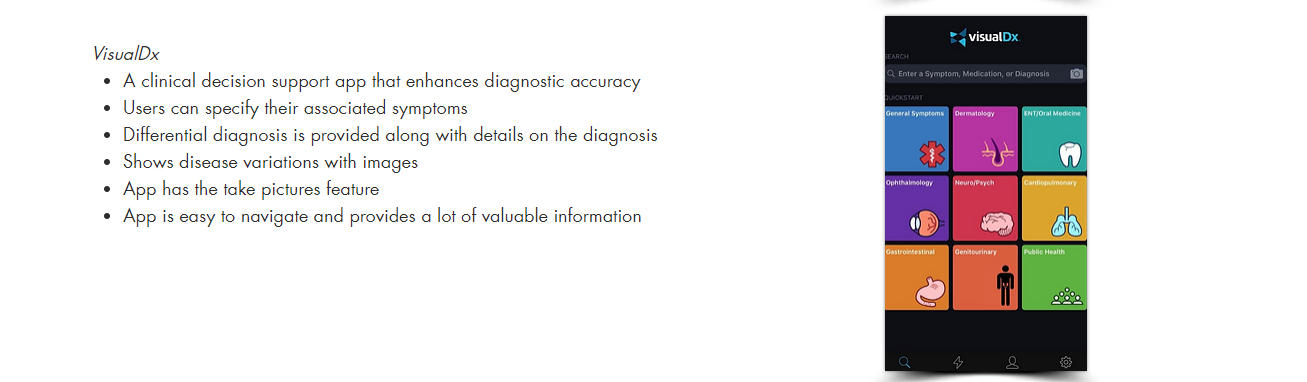 VisualDx
A clinical decision support app that enhances diagnostic accuracy
Users can specify their associated symptoms
Differential diagnosis is provided along with details on the diagnosis
Shows disease variations with images
App has the take pictures feature
App is easy to navigate and provides a lot of valuable information
visualDx
SEARCH
Enter a Symptom, Medication, or Diagnosis
QUICKSTART
General Symptoms
Dermatology
ENT/Oral Medicine
Ophthalmology
Neuro/Psych
Cardiopulmonary
Gastrointestinal
Genitourinary
Public Health